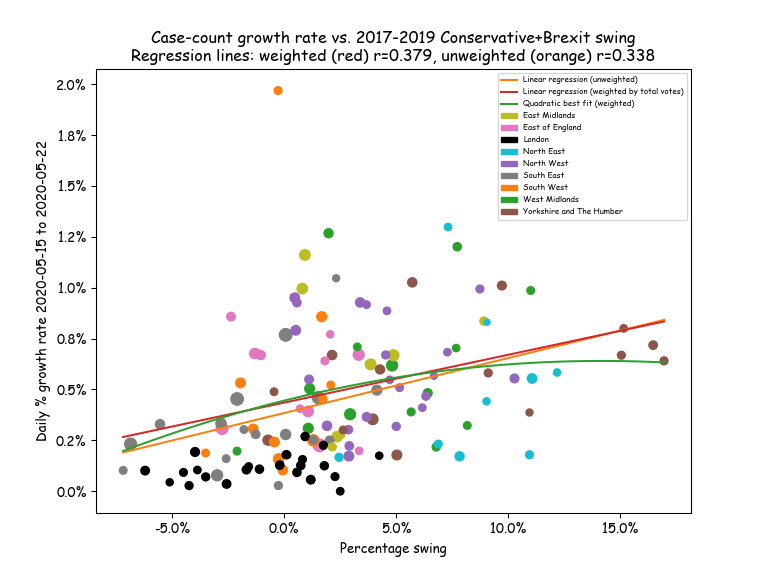 Case-count growth rate vs. 2017-2019 Conservative+Brexit swing
Regression lines: weighted (red) r=0.379, unweighted (orange) r=0.338
Linear regression (unweighted)
Linear regression (weighted by total votes)
Quadratic best fit (weighted)
East Midlands
East of England
London
North East
North West
South East
South West
West Midlands
Yorkshire and The Humber
Daily % growth rate 2020-05-15 to 2020-05-22
2.0%
1.8%
1.5%
1.2%
1.0%
0.8%
0.5%
0.2%
0.0%
-5.0% 0.0% 5.0% 10.0% 15.0%
Percentage swing